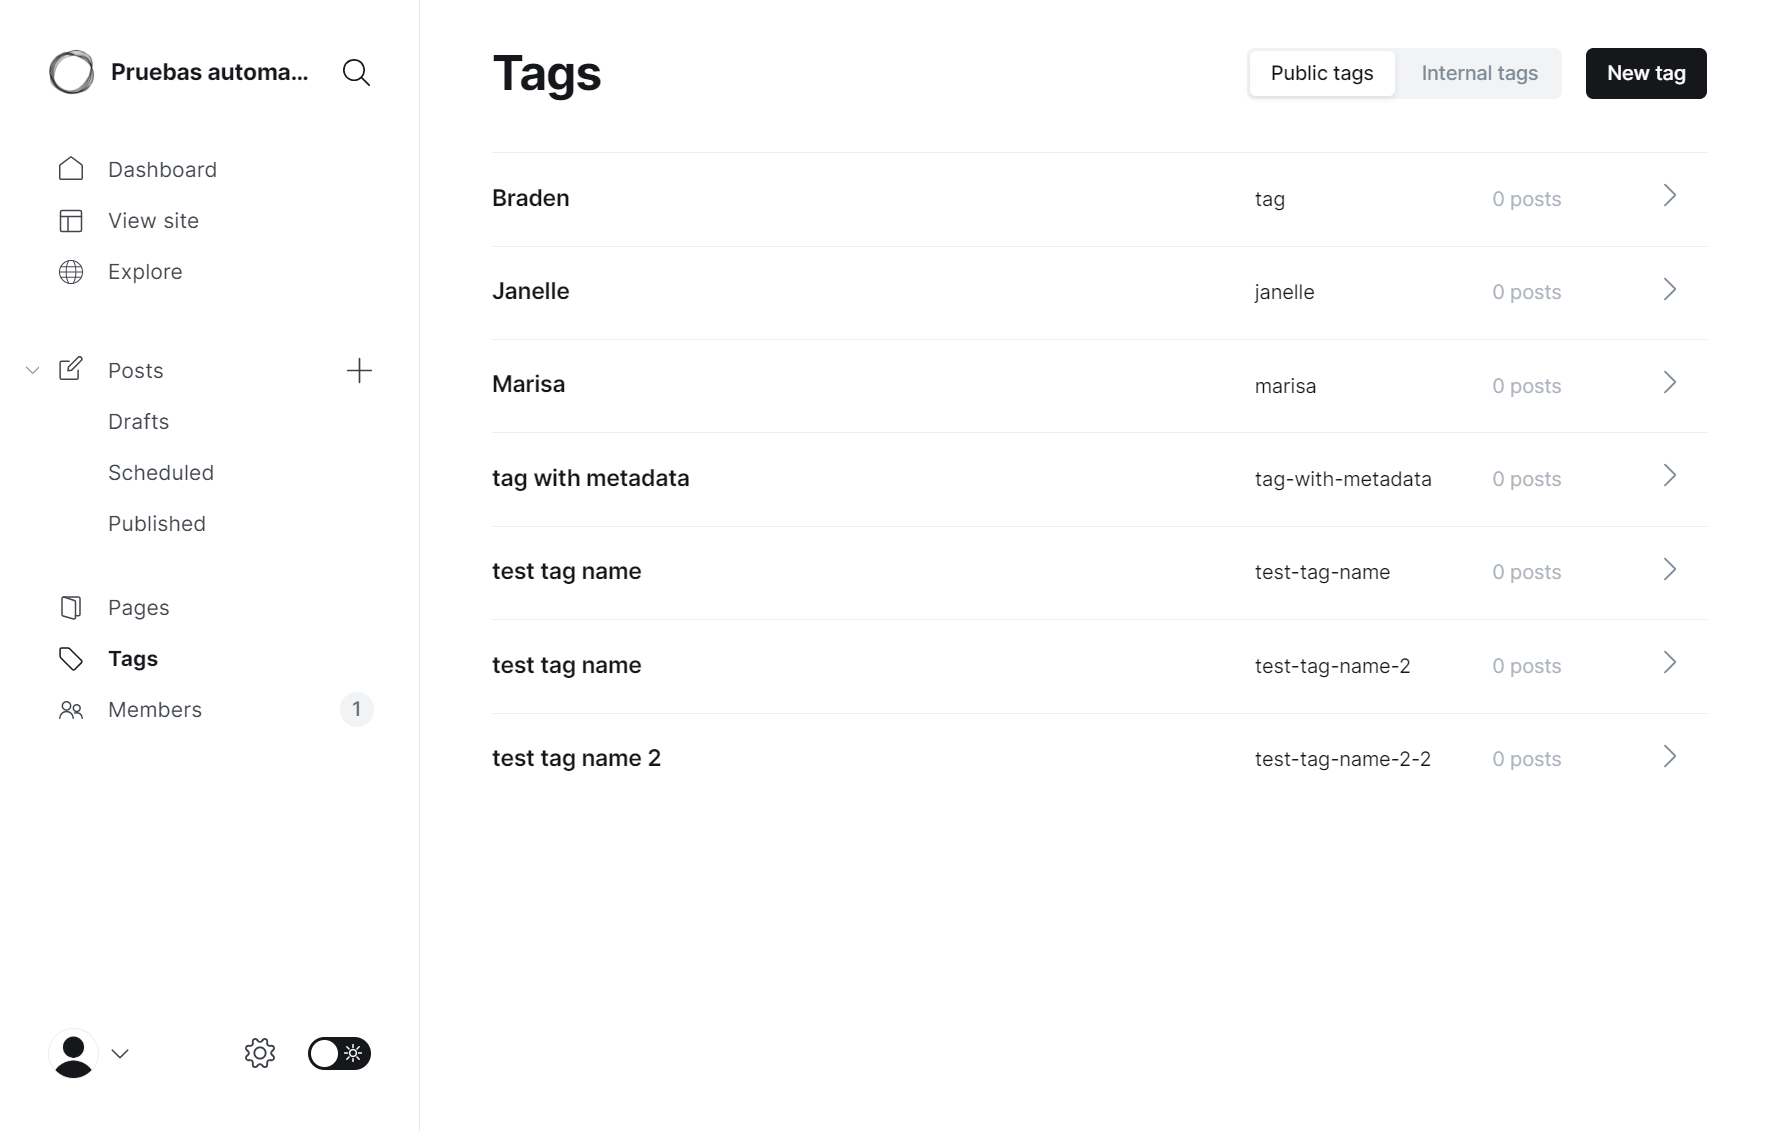 Pruebas automa...
Dashboard
View site
Explore
Posts
Drafts
Scheduled
Published
Pages
Tags
Members 1
Tags
Public tags Internal tags New tag
Braden tag 0 posts
Janelle janelle 0 posts
Marisa marisa 0 posts
tag with metadata tag-with-metadata 0 posts
test tag name test-tag-name 0 posts
test tag name test-tag-name-2 0 posts
test tag name 2 test-tag-name-2-2 0 posts